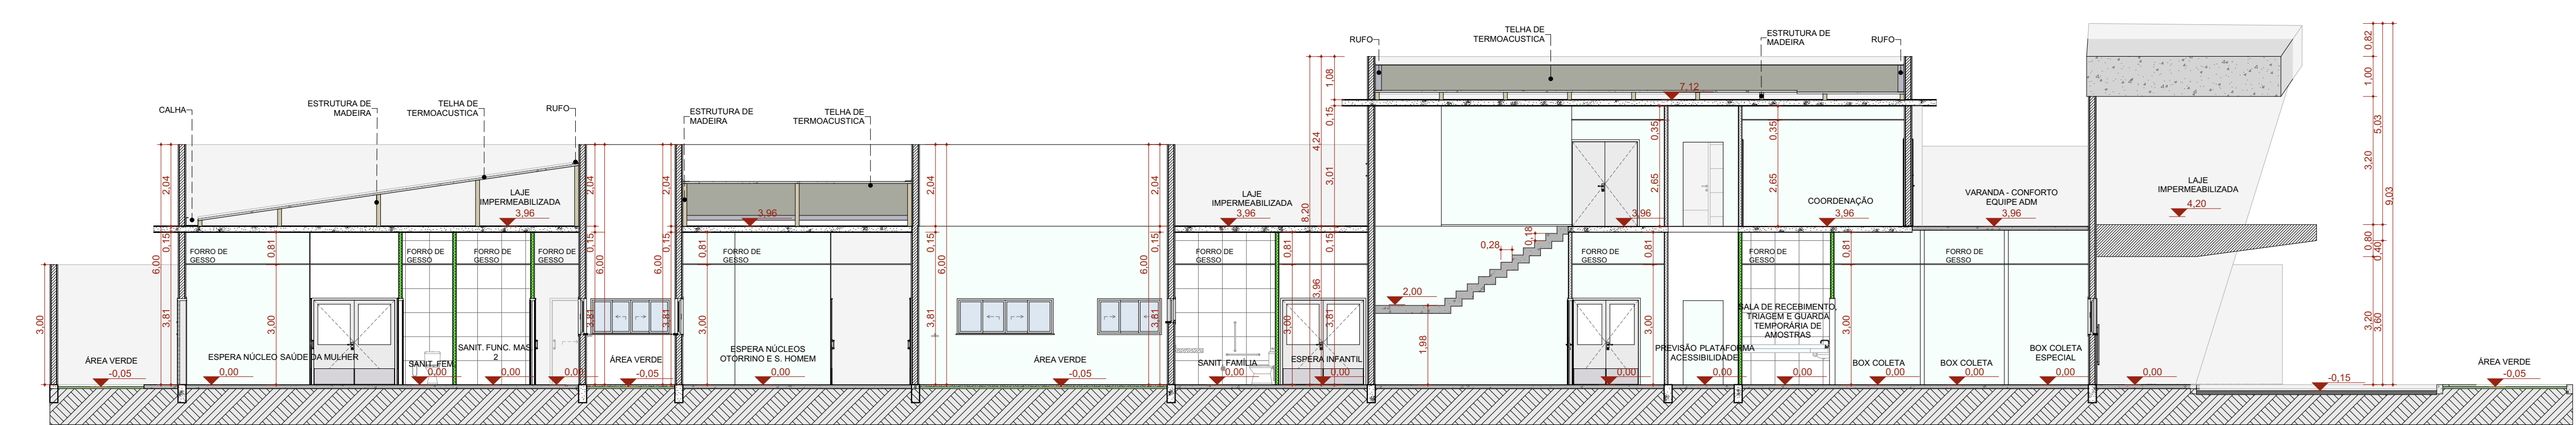 CALHA
ESTRUTURA DE
MADEIRA
TELHA DE
TERMOACUSTICA
RUFO
ESTRUTURA DE
MADEIRA
TELHA DE
TERMOACUSTICA
RUFO
TELHA DE
TERMOACUSTICA
ESTRUTURA DE
MADEIRA
RUFO
7,12
LAJE
IMPERMEABILIZADA
3,96
3,96
LAJE
IMPERMEABILIZADA
3,96
3,96
COORDENAÇÃO
3,96
VARANDA - CONFORTO
EQUIPE ADM
3,96
LAJE
IMPERMEABILIZADA
4,20
2,04
0,15
6,00
3,81
3,00
0,81
3,00
2,04
0,15
6,00
3,81
2,04
0,15
6,00
3,81
0,81
3,00
2,04
0,15
6,00
3,81
2,04
0,15
6,00
3,81
1,08
0,15
4,24
3,01
8,20
0,15
3,96
3,81
0,81
3,00
0,35
2,65
0,35
2,65
0,28
0,18
2,00
1,98
0,81
3,00
0,81
3,00
0,82
1,00
5,03
3,20
9,03
0,80
0,40
3,20
3,60
FORRO DE
GESSO
FORRO DE
GESSO
FORRO DE
GESSO
FORRO DE
GESSO
FORRO DE
GESSO
FORRO DE
GESSO
FORRO DE
GESSO
FORRO DE
GESSO
FORRO DE
GESSO
ÁREA VERDE
-0,05
ESPERA NÚCLEO SAÚDE DA MULHER
0,00
SANIT. FEM.
0,00
SANIT. FUNC. MAS.
2
0,00
0,00
ÁREA VERDE
-0,05
ESPERA NÚCLEOS
OTORRINO E S. HOMEM
0,00
ÁREA VERDE
-0,05
SANIT. FAMÍLIA
0,00
ESPERA INFANTIL
0,00
0,00
PREVISÃO PLATAFORMA
ACESSIBILIDADE
0,00
SALA DE RECEBIMENTO,
TRIAGEM E GUARDA
TEMPORÁRIA DE
AMOSTRAS
0,00
BOX COLETA
0,00
BOX COLETA
0,00
BOX COLETA
ESPECIAL
0,00
0,00
-0,15
ÁREA VERDE
-0,05